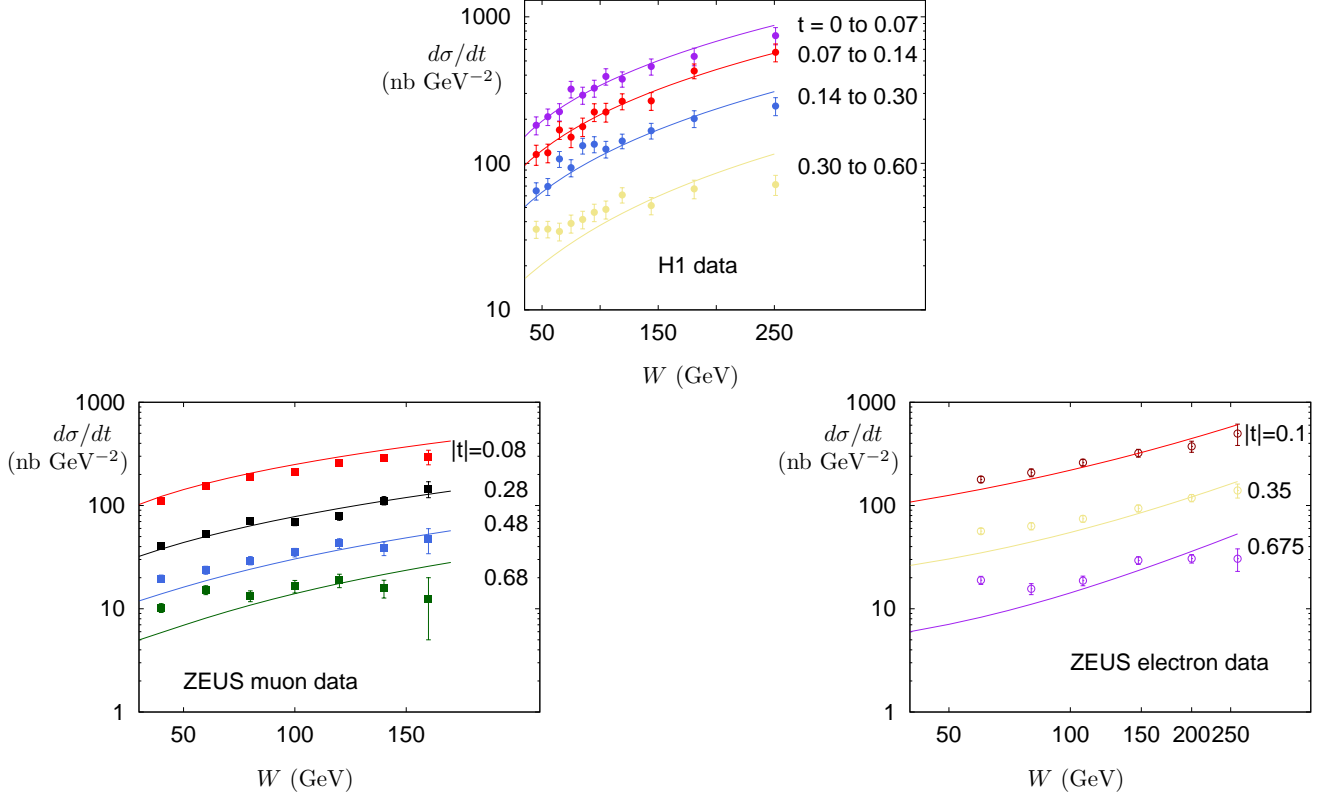 1000
dσ/dt
(nb GeV⁻²)
100
10
t = 0 to 0.07
0.07 to 0.14
0.14 to 0.30
0.30 to 0.60
H1 data
50 150 250
W (GeV)
1000
dσ/dt
(nb GeV⁻²)
100
10
1
|t|=0.08
0.28
0.48
0.68
ZEUS muon data
50 100 150
W (GeV)
1000
dσ/dt
(nb GeV⁻²)
100
10
1
|t|=0.1
0.35
0.675
ZEUS electron data
50 100 150 200 250
W (GeV)